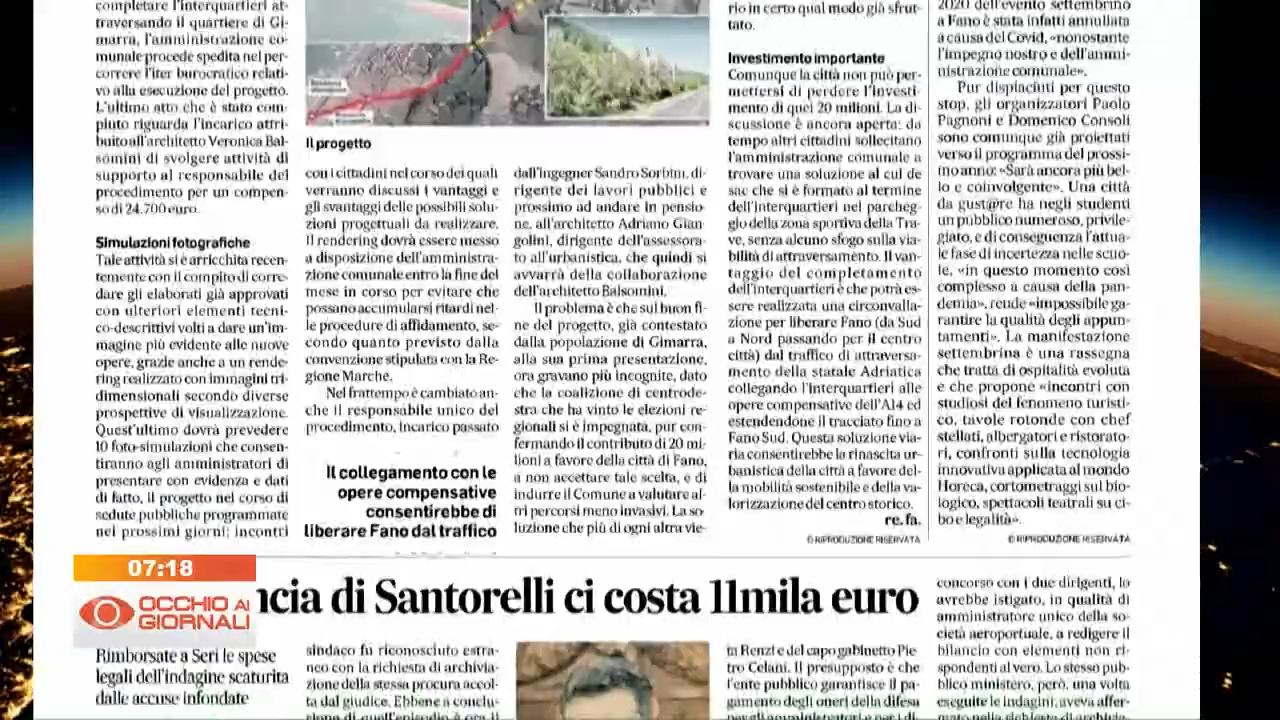 completare l'interquartieri at-
traversando il quartiere di Gi-
marra, l'amministrazione co-
munale procede spedita nel per-
correre l'iter burocratico relati-
vo alla esecuzione del progetto.
L'ultimo atto che è stato com-
piuto riguarda l'incarico attri-
buito all'architetto Veronica Bal-
somini di svolgere attività di
supporto al responsabile del
procedimento per un compen-
so di 24.700 euro.
Simulazioni fotografiche
Tale attività si è arricchita recen-
temente con il compito di corre-
dare gli elaborati già approvati
con ulteriori elementi tecni-
co-descrittivi volti a dare un'im-
magine più evidente alle nuove
opere, grazie anche a un rende-
ring realizzato con immagini tri-
dimensionali secondo diverse
prospettive di visualizzazione.
Quest'ultimo dovrà prevedere
10 foto-simulazioni che consen-
tiranno agli amministratori di
presentare con evidenza e dati
di fatto, il progetto nel corso di
sedute pubbliche programmate
nei prossimi giorni; incontri
Il progetto
con i cittadini nel corso dei quali
verranno discussi i vantaggi e
gli svantaggi delle possibili solu-
zioni progettuali da realizzare.
Il rendering dovrà essere messo
a disposizione dell'amministra-
zione comunale entro la fine del
mese in corso per evitare che
possano accumularsi ritardi nel-
le procedure di affidamento, se-
condo quanto previsto dalla
convenzione stipulata con la Re-
gione Marche.
Nel frattempo è cambiato an-
che il responsabile unico del
procedimento, incarico passato
Il collegamento con le
opere compensative
consentirebbe di
liberare Fano dal traffico
dall'ingegner Sandro Sorbini, di-
rigente dei lavori pubblici e
prossimo ad andare in pensio-
ne, all'architetto Adriano Gian-
golini, dirigente dell'assessora-
to all'urbanistica, che quindi si
avvarrà della collaborazione
dell'architetto Balsomini.
Il problema è che sul buon fi-
ne del progetto, già contestato
dalla popolazione di Gimarra,
alla sua prima presentazione,
ora gravano più incognite, dato
che la coalizione di centrode-
stra che ha vinto le elezioni re-
gionali si è impegnata, pur con-
fermando il contributo di 20 mi-
lioni a favore della città di Fano,
a non accettare tale scelta, e di
indurre il Comune a valutare al-
tri percorsi meno invasivi. La so-
luzione che più di ogni altra vie-
rio in certo qual modo già sfrut-
tato.
Investimento importante
Comunque la città non può per-
mettersi di perdere l'investi-
mento di quei 20 milioni. La di-
scussione è ancora aperta: da
tempo altri cittadini sollecitano
l'amministrazione comunale a
trovare una soluzione al cul de
sac che si è formato al termine
dell'interquartieri nel parcheg-
gio della zona sportiva della Tra-
ve, senza alcuno sfogo sulla via-
bilità di attraversamento. Il van-
taggio del completamento
dell'interquartieri è che potrà es-
sere realizzata una circonvalla-
zione per liberare Fano (da Sud
a Nord passando per il centro
città) dal traffico di attraversa-
mento della statale Adriatica
collegando l'interquartieri alle
opere compensative dell'A14 ed
estendendone il tracciato fino a
Fano Sud. Questa soluzione via-
ria consentirebbe la rinascita ur-
banistica della città a favore del-
la mobilità sostenibile e della va-
lorizzazione del centro storico.
re. fa.
© RIPRODUZIONE RISERVATA
2020 dell'evento settembrino
a Fano è stata infatti annullata
a causa del Covid, «nonostante
l'impegno nostro e dell'ammi-
nistrazione comunale».
Pur dispiaciuti per questo
stop, gli organizzatori Paolo
Pagnoni e Domenico Consoli
sono comunque già proiettati
verso il programma del prossi-
mo anno: «Sarà ancora più bel-
lo e coinvolgente». Una città
da gust@re ha negli studenti
un pubblico numeroso, privile-
giato, e di conseguenza l'attua-
le fase di incertezza nelle scuo-
le, «in questo momento così
complesso a causa della pan-
demia», rende «impossibile ga-
rantire la qualità degli appun-
tamenti». La manifestazione
settembrina è una rassegna
che tratta di ospitalità evoluta
e che propone «incontri con
studiosi del fenomeno turisti-
co, tavole rotonde con chef
stellati, albergatori e ristorato-
ri, confronti sulla tecnologia
innovativa applicata al mondo
Horeca, cortometraggi sul bio-
logico, spettacoli teatrali su ci-
bo e legalità».
© RIPRODUZIONE RISERVATA
07:18
OCCHIO AI
GIORNALI
ncia di Santorelli ci costa 11mila euro
Rimborsate a Seri le spese
legali dell'indagine scaturita
dalle accuse infondate
sindaco fu riconosciuto estra-
neo con la richiesta di archivia-
zione della stessa procura accol-
ta dal giudice. Ebbene a conclu-
sione di quell'episodio è ora il
ta Renzi e del capo gabinetto Pie-
tro Celani. Il presupposto è che
l'ente pubblico garantisce il pa-
gamento degli oneri della difesa
concorso con i due dirigenti, lo
avrebbe istigato, in qualità di
amministratore unico della so-
cietà aeroportuale, a redigere il
bilancio con elementi non ri-
spondenti al vero. Lo stesso pub-
blico ministero, però, una volta
eseguite le indagini, aveva affer-